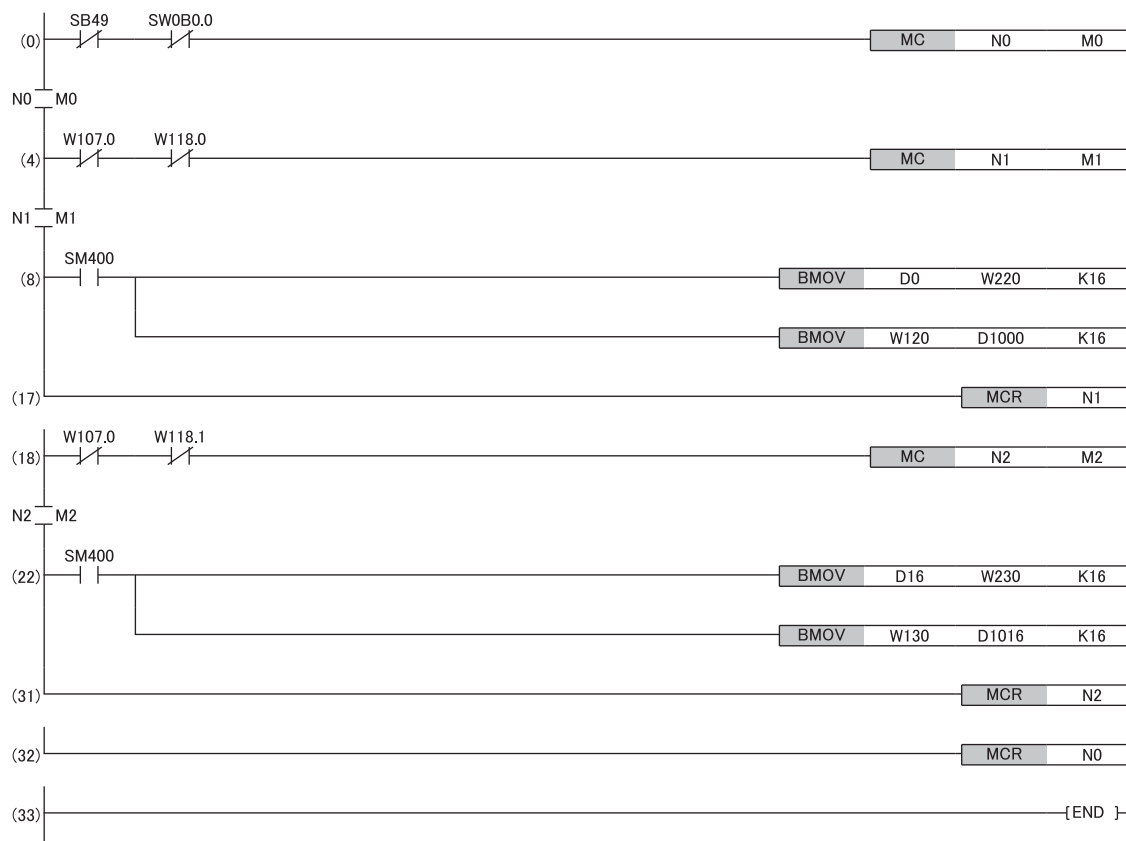 SB49 SW0B0.0
(0) MC N0 M0
N0 M0
W107.0 W118.0
(4) MC N1 M1
N1 M1
SM400
(8) BMOV D0 W220 K16
BMOV W120 D1000 K16
(17) MCR N1
W107.0 W118.1
(18) MC N2 M2
N2 M2
SM400
(22) BMOV D16 W230 K16
BMOV W130 D1016 K16
(31) MCR N2
(32) MCR N0
(33) [END ]